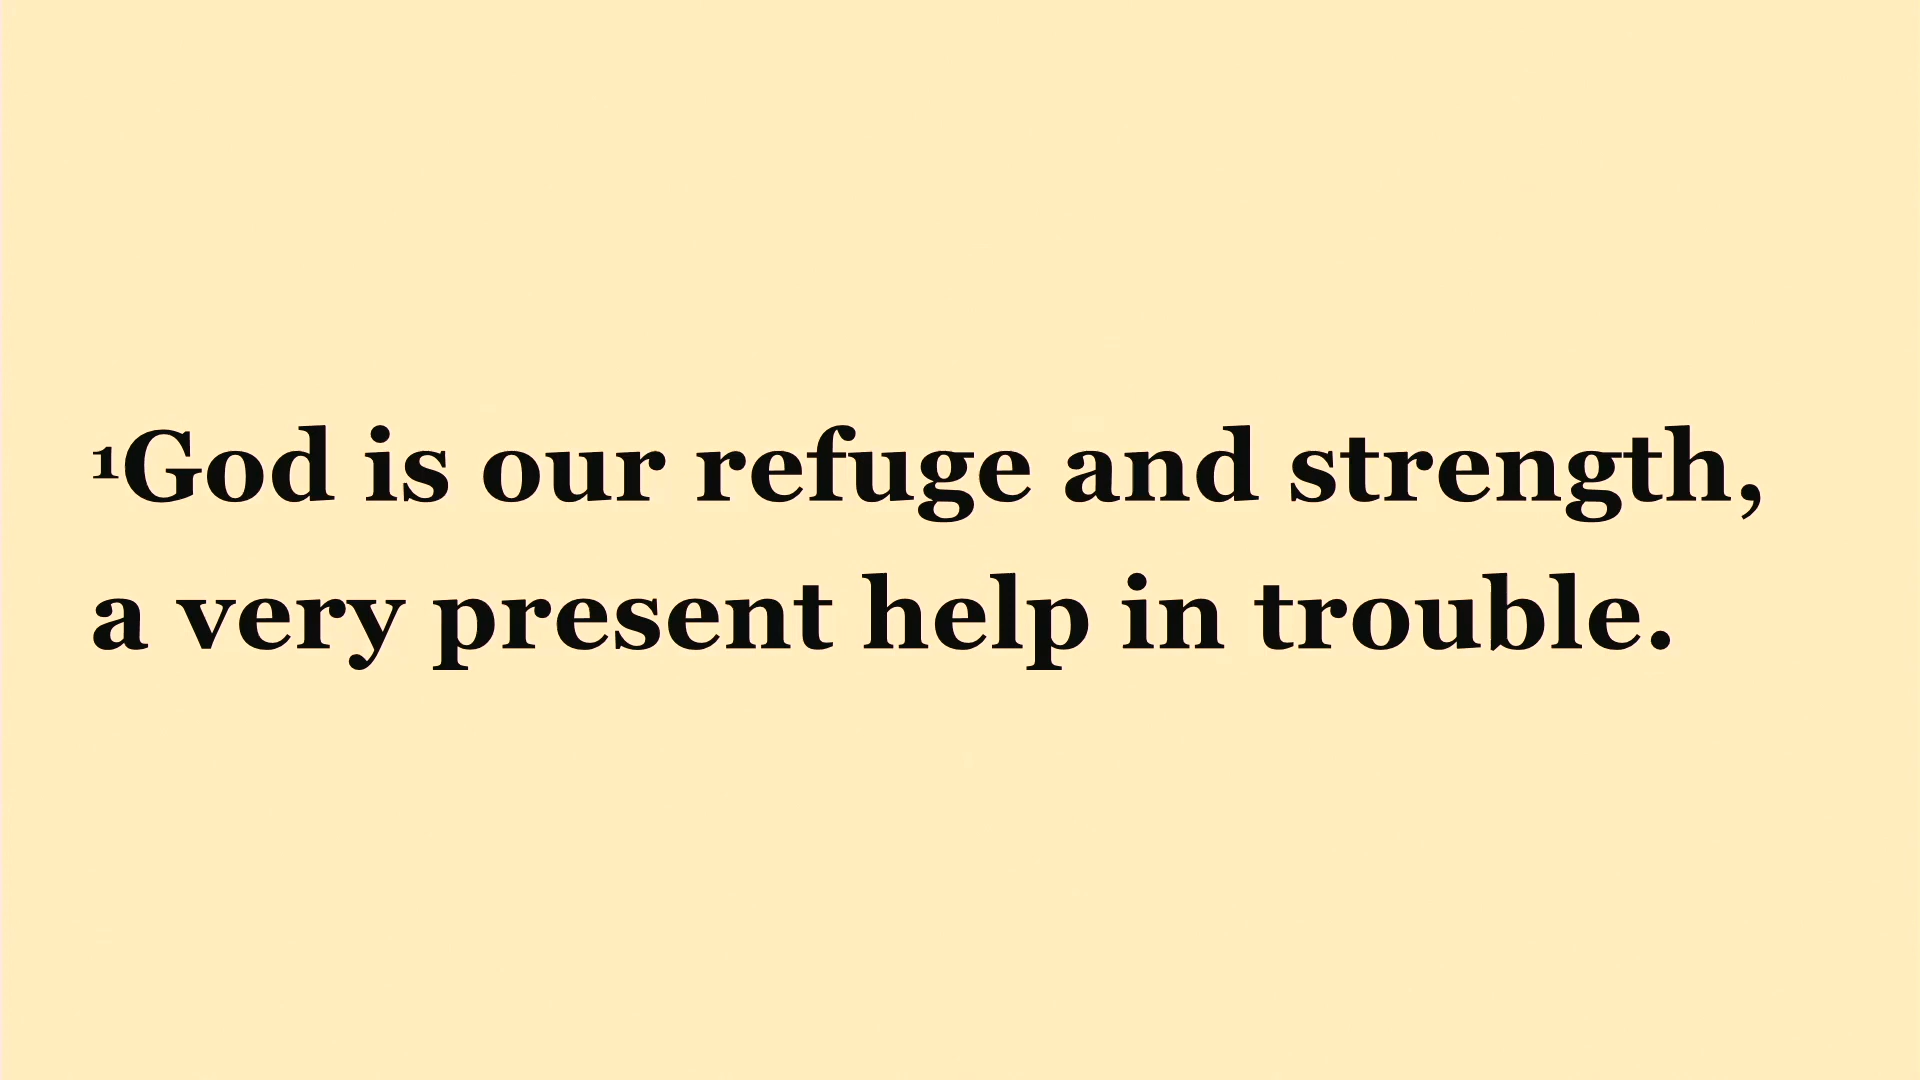 ¹God is our refuge and strength,
a very present help in trouble.